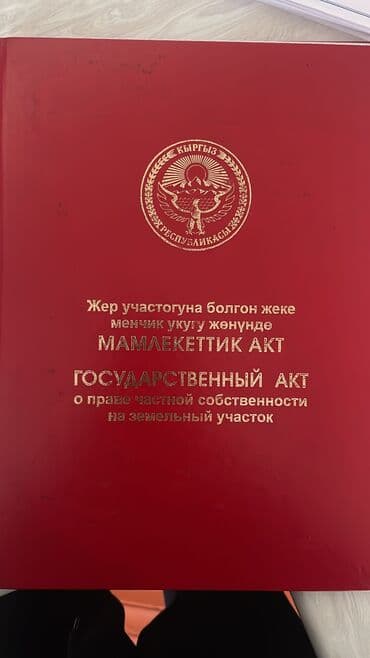 КЫРГЫЗ
РЕСПУБЛИКАСЫ
Жер участогуна болгон жеке
менчик укугу жөнүндө
МАМЛЕКЕТТИК АКТ
ГОСУДАРСТВЕННЫЙ АКТ
о праве частной собственности
на земельный участок